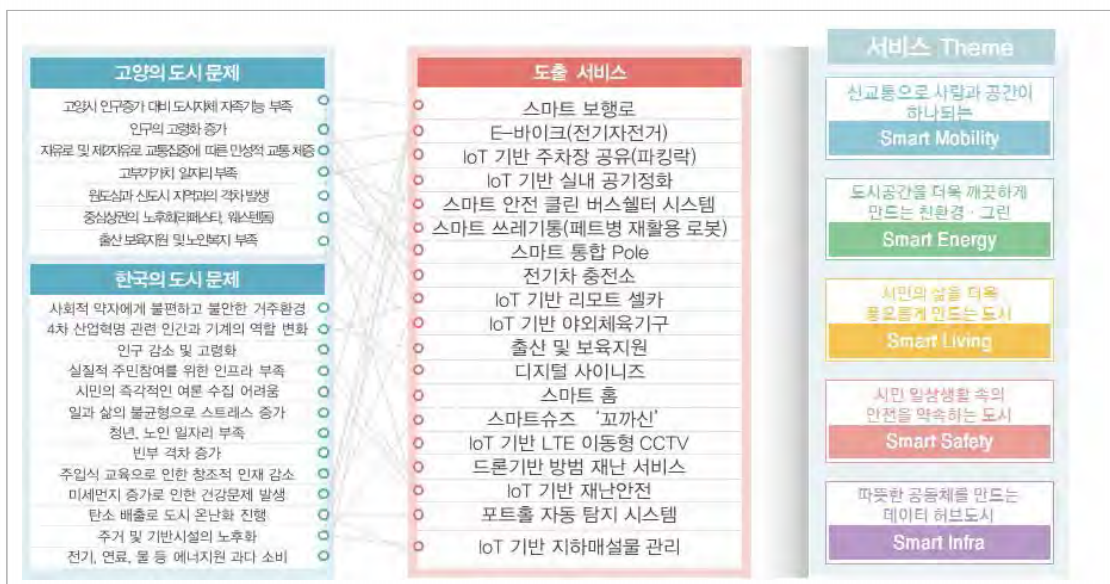 고양의 도시 문제
고양시 인구증가 대비 도시자체 자족기능 부족
인구의 고령화 증가
자유로 및 제2자유로 교통집중에 따른 만성적 교통 체증
고부가가치 일자리 부족
원도심과 신도시 지역과의 격차 발생
중심상권의 노후화(라페스타, 웨스턴돔)
출산 보육지원 및 노인복지 부족
한국의 도시 문제
사회적 약자에게 불편하고 불안한 거주환경
4차 산업혁명 관련 인간과 기계의 역할 변화
인구 감소 및 고령화
실질적 주민참여를 위한 인프라 부족
시민의 즉각적인 여론 수집 어려움
일과 삶의 불균형으로 스트레스 증가
청년, 노인 일자리 부족
빈부 격차 증가
주입식 교육으로 인한 창조적 인재 감소
미세먼지 증가로 인한 건강문제 발생
탄소 배출로 도시 온난화 진행
주거 및 기반시설의 노후화
전기, 연료, 물 등 에너지원 과다 소비
도출 서비스
스마트 보행로
E-바이크(전기자전거)
IoT 기반 주차장 공유(파킹락)
IoT 기반 실내 공기정화
스마트 안전 클린 버스쉘터 시스템
스마트 쓰레기통(페트병 재활용 로봇)
스마트 통합 Pole
전기차 충전소
IoT 기반 리모트 셀카
IoT 기반 야외체육기구
출산 및 보육지원
디지털 사이니즈
스마트 홈
스마트슈즈 ‘꼬까신’
IoT 기반 LTE 이동형 CCTV
드론기반 방범 재난 서비스
IoT 기반 재난안전
포트홀 자동 탐지 시스템
IoT 기반 지하매설물 관리
서비스 Theme
신교통으로 사람과 공간이
하나되는
Smart Mobility
도시공간을 더욱 깨끗하게
만드는 친환경 · 그린
Smart Energy
시민의 삶을 더욱
풍요롭게 만드는 도시
Smart Living
시민 일상생활 속의
안전을 약속하는 도시
Smart Safety
따뜻한 공동체를 만드는
데이터 허브도시
Smart Infra